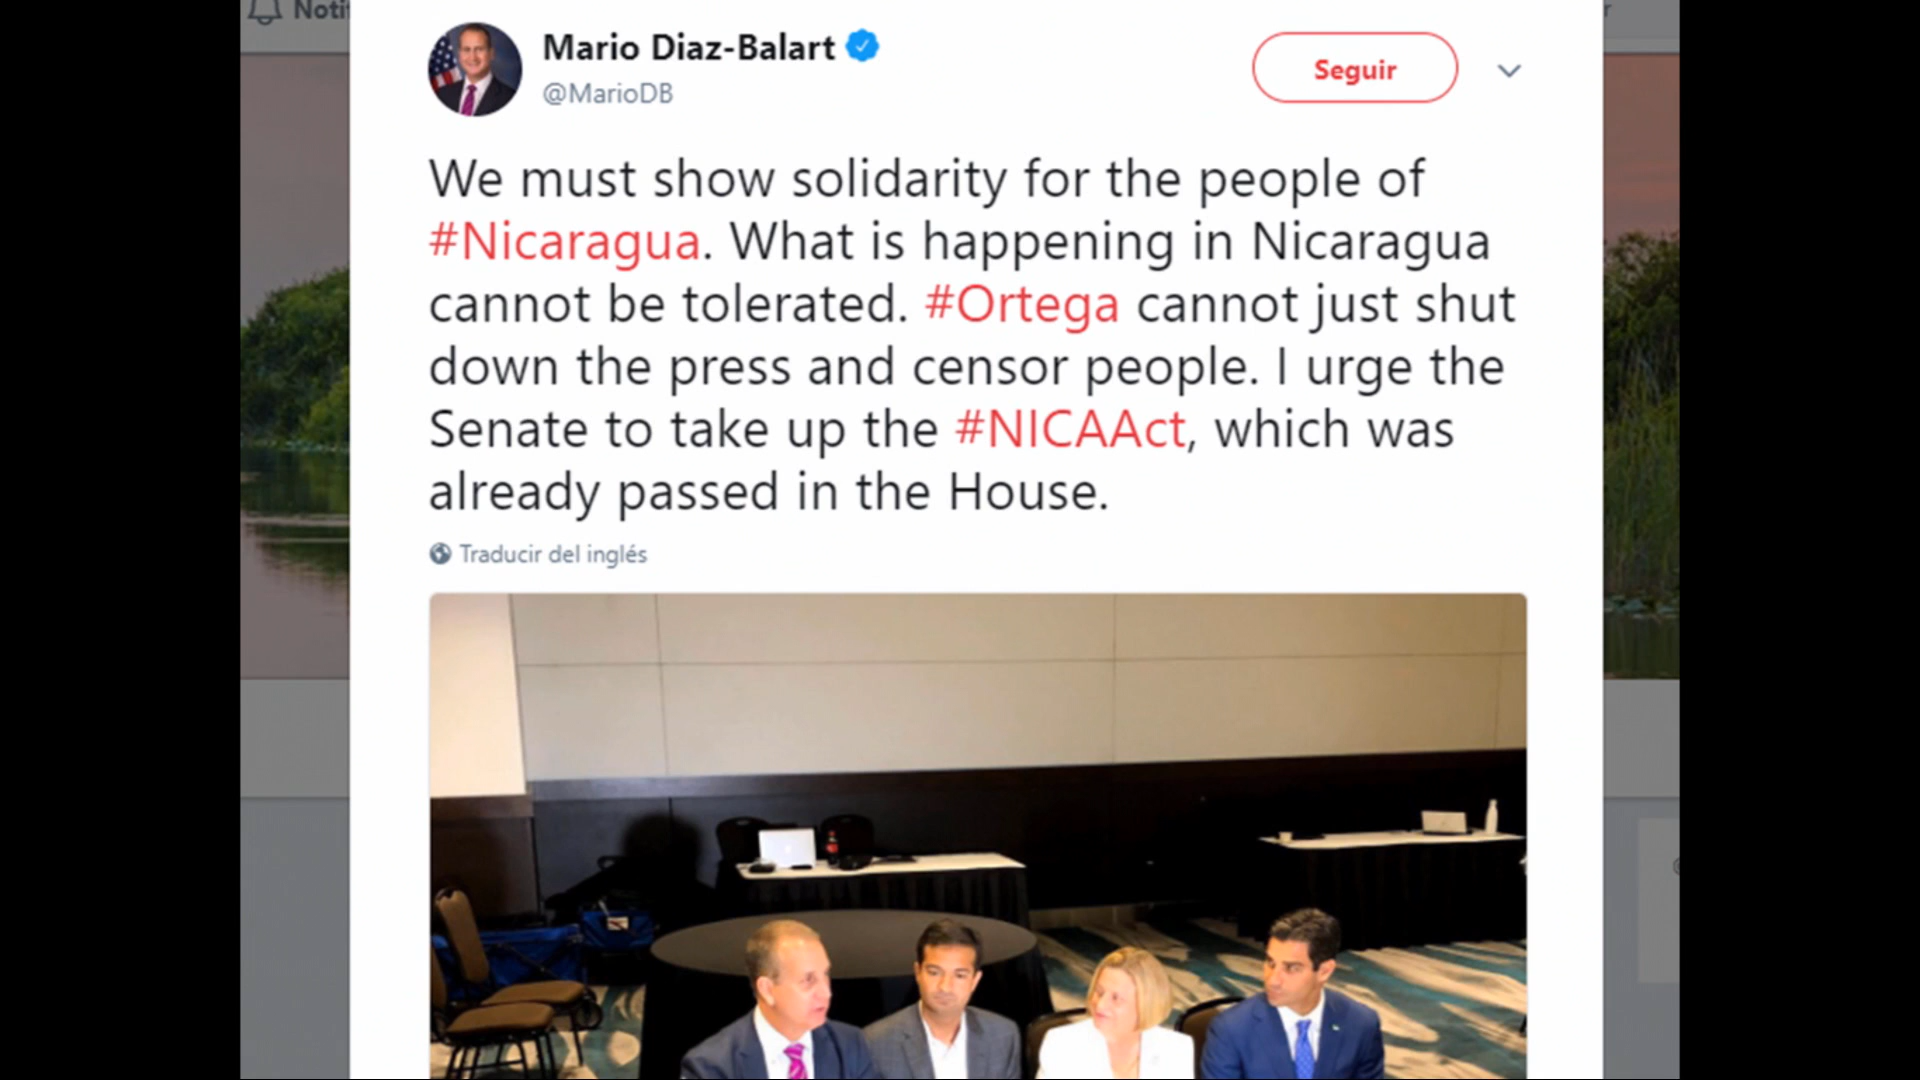 Noti
Mario Diaz-Balart
@MarioDB
Seguir
We must show solidarity for the people of
#Nicaragua. What is happening in Nicaragua
cannot be tolerated. #Ortega cannot just shut
down the press and censor people. I urge the
Senate to take up the #NICAAct, which was
already passed in the House.
Traducir del inglés